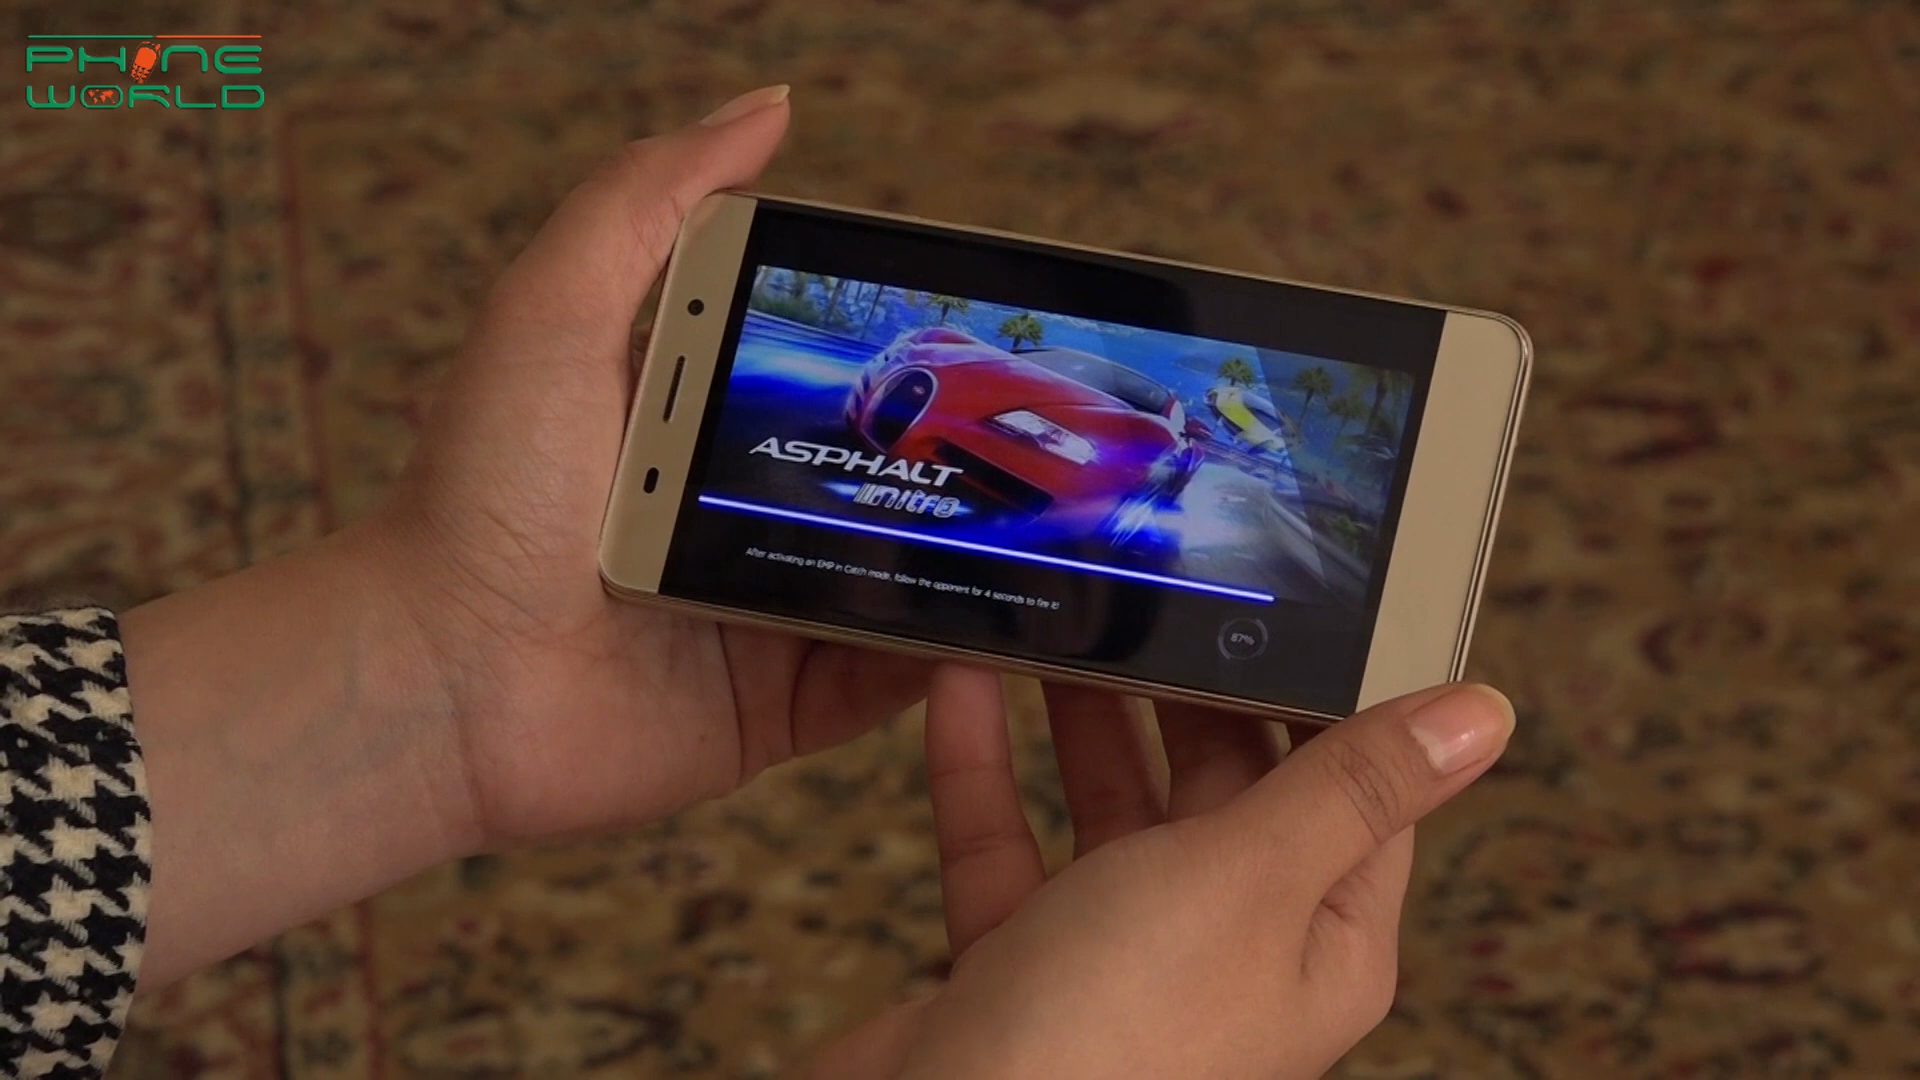 PHONE
WORLD
ASPHALT
nitro
After activating an EMP in Catch mode, follow the opponent for 4 seconds to fire it!
87%